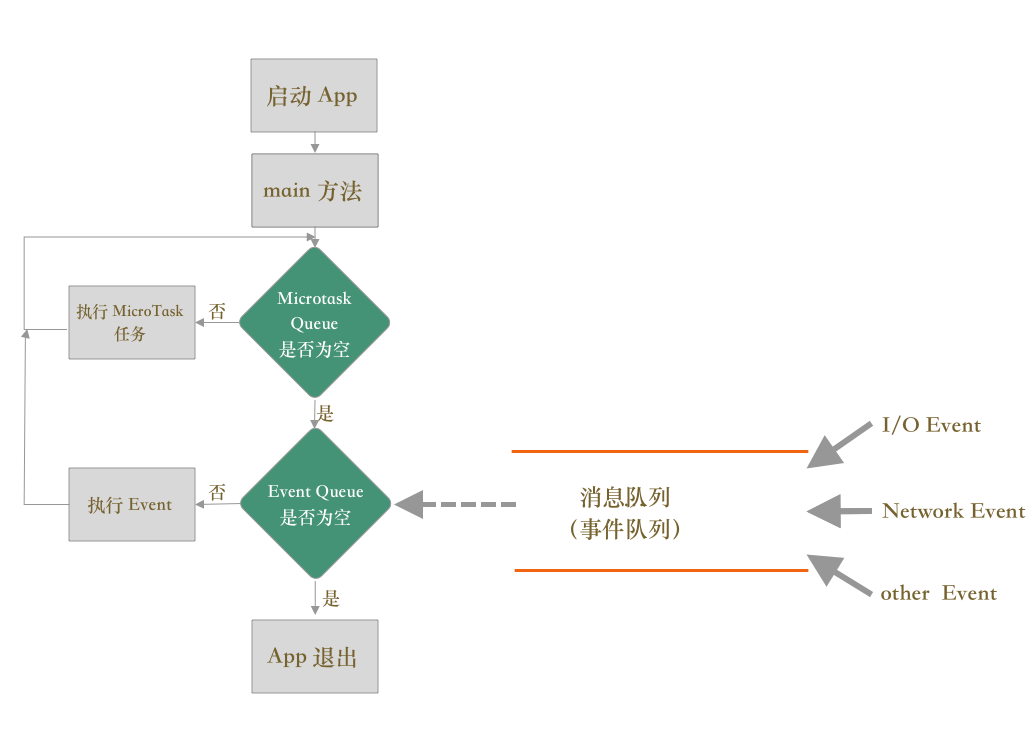 启动 App
main 方法
Microtask
Queue
是否为空
否
执行 MicroTask
任务
是
Event Queue
是否为空
否
执行 Event
是
App 退出
消息队列
（事件队列）
I/O Event
Network Event
other Event